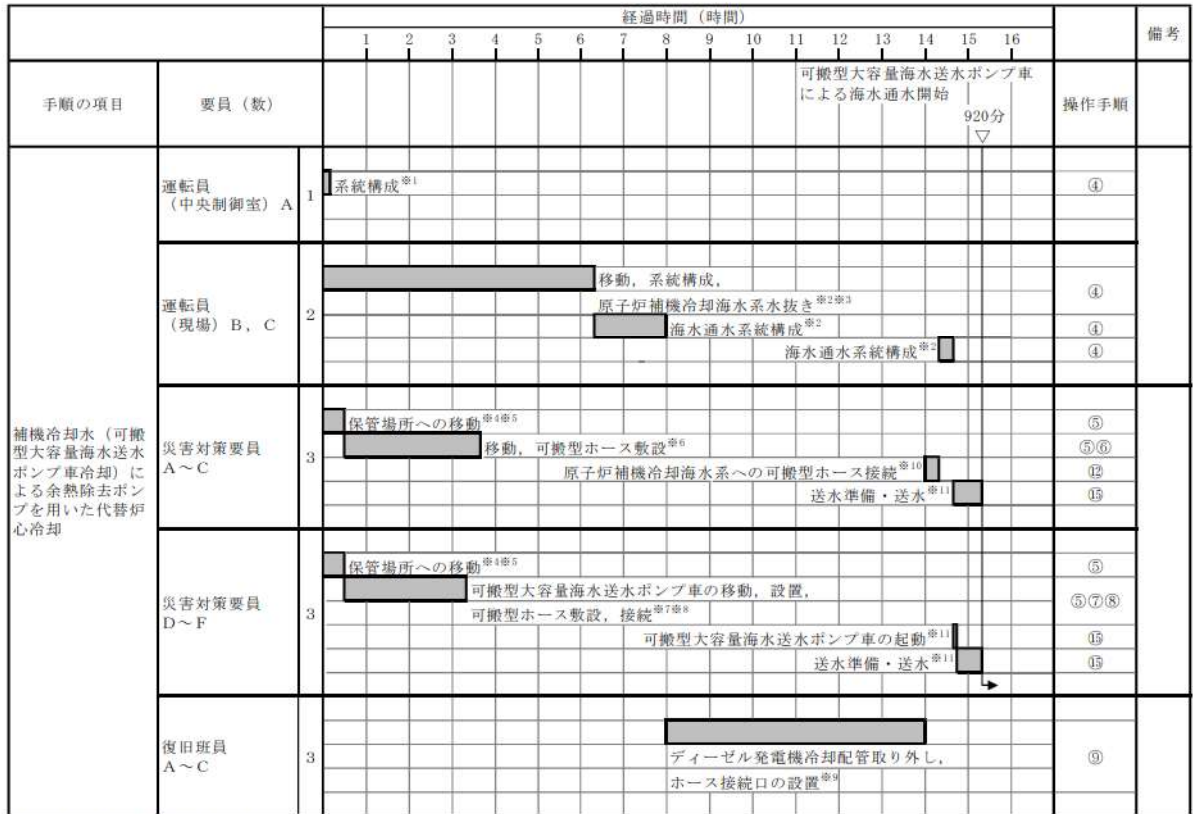 経過時間（時間）
備考
1 2 3 4 5 6 7 8 9 10 11 12 13 14 15 16
手順の項目
要員（数）
可搬型大容量海水送水ポンプ車
による海水通水開始
920分
▽
操作手順
補機冷却水（可搬
型大容量海水送水
ポンプ車冷却）に
よる余熱除去ポン
プを用いた代替炉
心冷却
運転員
（中央制御室）A
1
系統構成※1
④
運転員
（現場）B，C
2
移動，系統構成，
原子炉補機冷却海水系水抜き※2※3
④
海水通水系統構成※2
④
海水通水系統構成※2
④
災害対策要員
A～C
3
保管場所への移動※4※5
⑤
移動，可搬型ホース敷設※6
⑤⑥
原子炉補機冷却海水系への可搬型ホース接続※10
⑫
送水準備・送水※11
⑮
災害対策要員
D～F
3
保管場所への移動※4※5
⑤
可搬型大容量海水送水ポンプ車の移動，設置，
可搬型ホース敷設，接続※7※8
⑤⑦⑧
可搬型大容量海水送水ポンプ車の起動※11
⑮
送水準備・送水※11
⑮
復旧班員
A～C
3
ディーゼル発電機冷却配管取り外し，
ホース接続口の設置※9
⑨